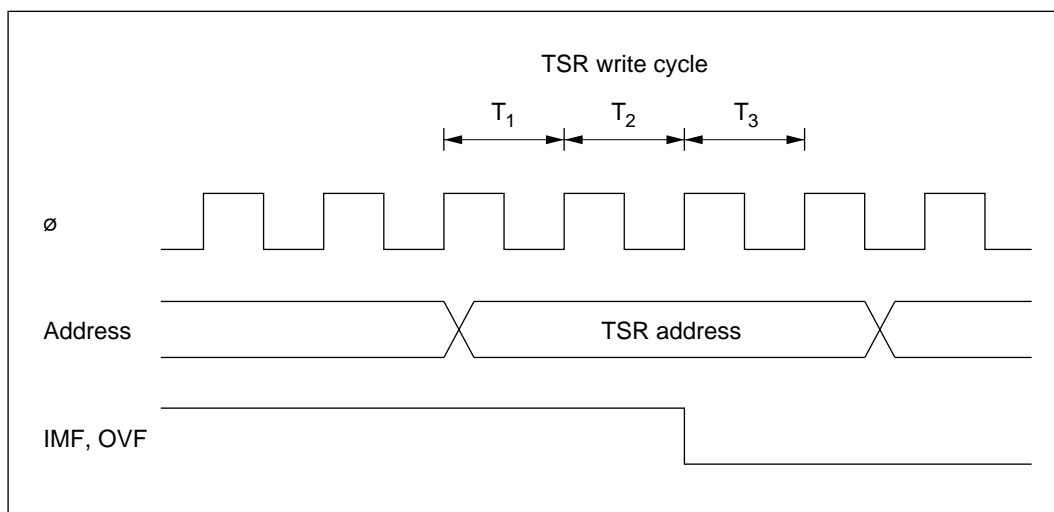 TSR write cycle
T1 T2 T3
ø
Address TSR address
IMF, OVF